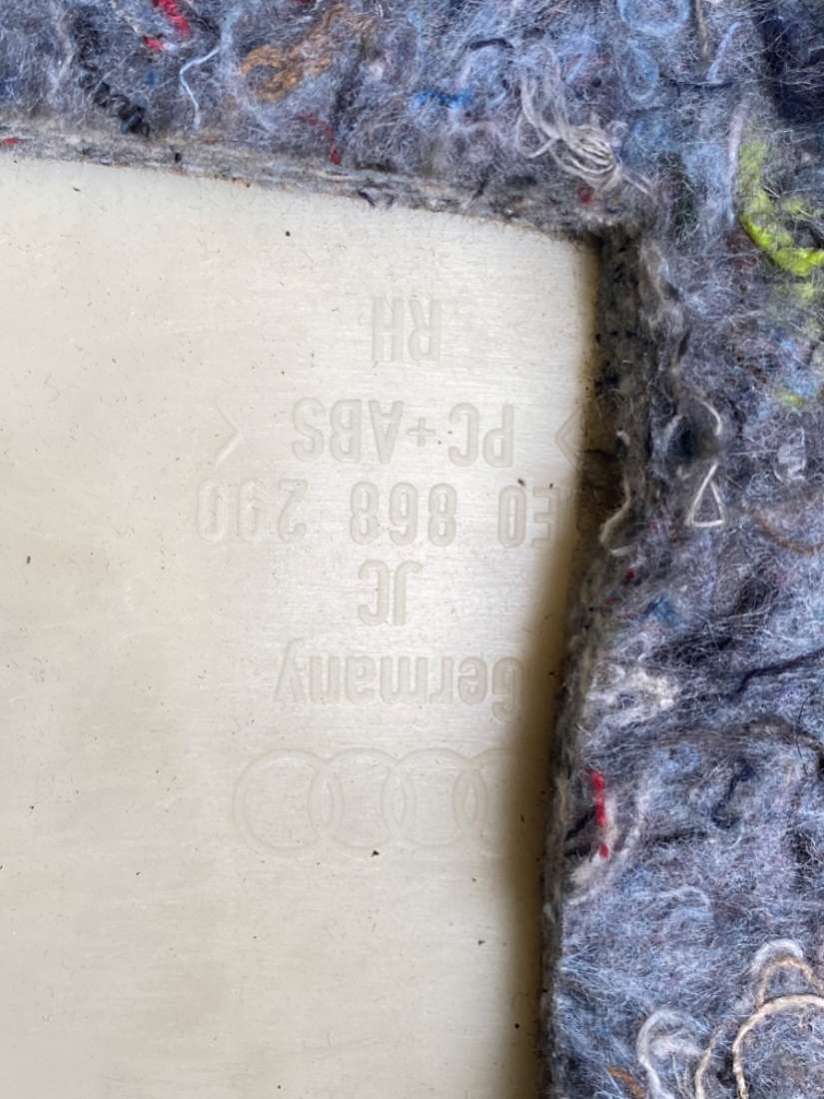 Germany
JC
E0 868 290
> PC+ABS <
RH